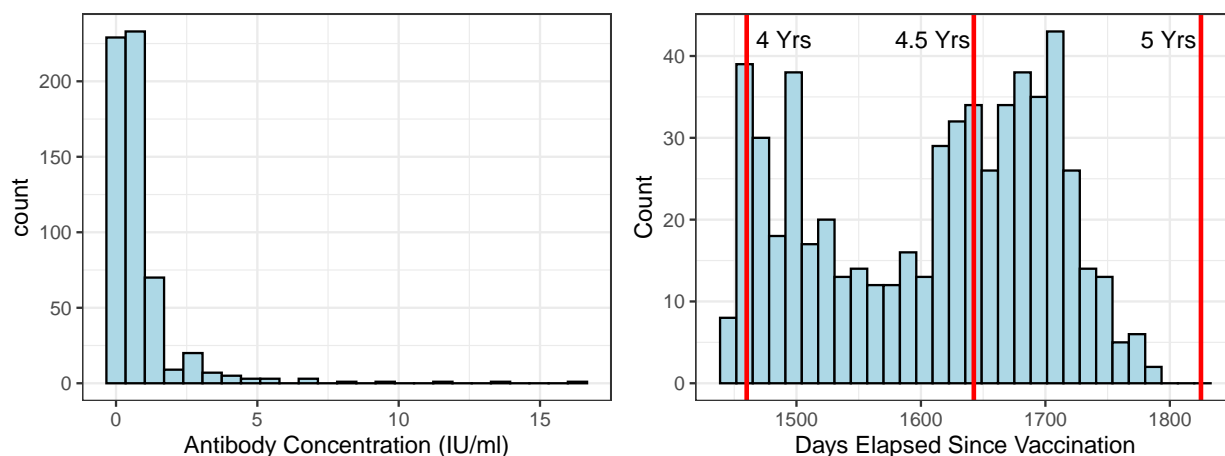 count
200
150
100
50
0
0
5
10
15
Antibody Concentration (IU/ml)
Count
40
30
20
10
0
4 Yrs
4.5 Yrs
5 Yrs
1500
1600
1700
1800
Days Elapsed Since Vaccination